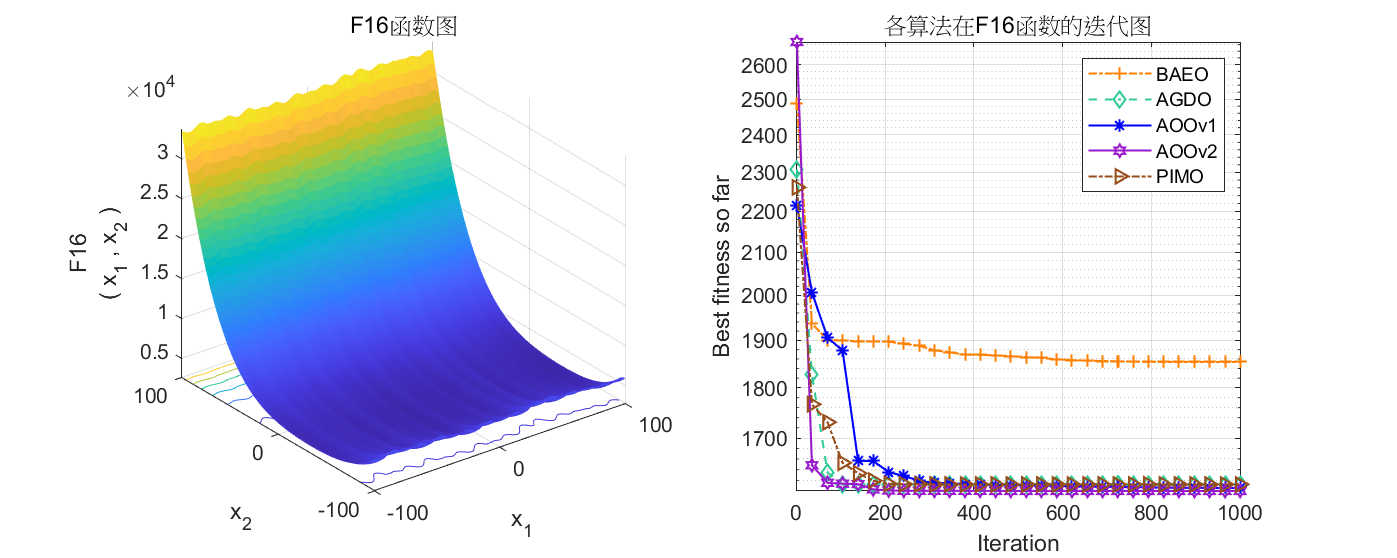 F16函数图
×10⁴
3
2.5
2
1.5
1
0.5
F16
( x₁ , x₂ )
100
0
-100
x₂
-100
0
100
x₁
各算法在F16函数的迭代图
2600
2500
2400
2300
2200
2100
2000
1900
1800
1700
Best fitness so far
BAEO
AGDO
AOOv1
AOOv2
PIMO
0
200
400
600
800
1000
Iteration